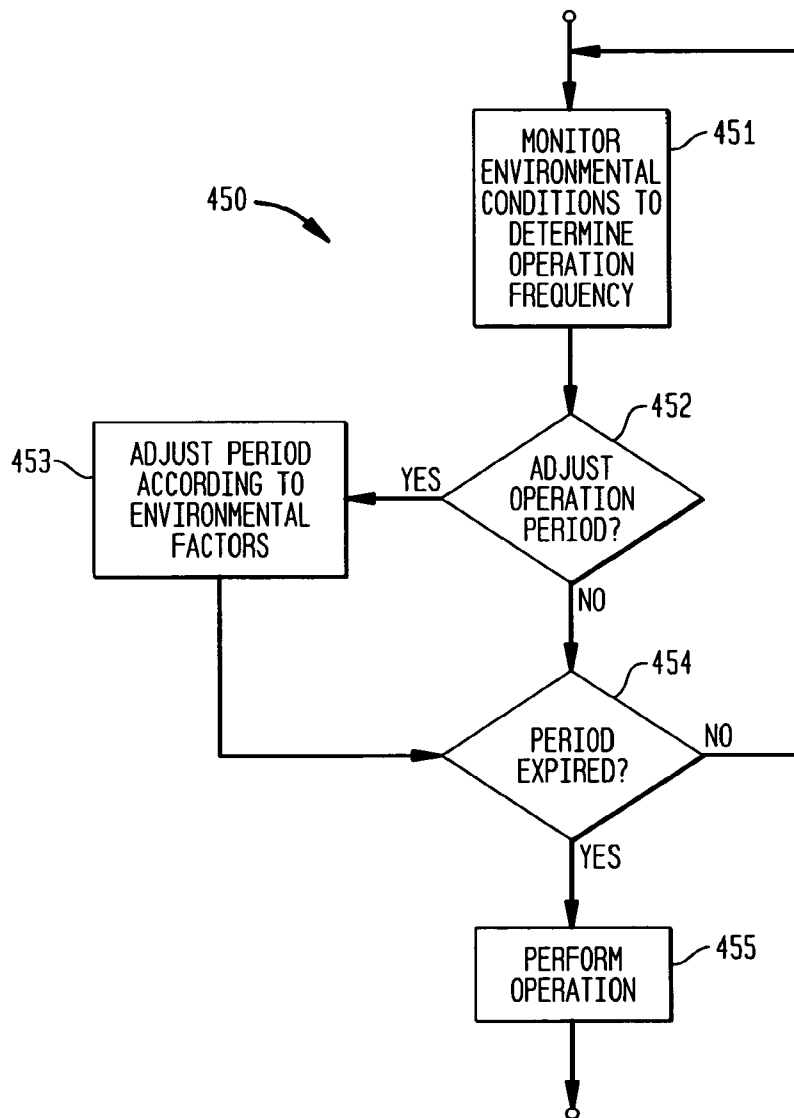 450
MONITOR
ENVIRONMENTAL
CONDITIONS TO
DETERMINE
OPERATION
FREQUENCY
451
452
ADJUST
OPERATION
PERIOD?
YES
NO
453
ADJUST PERIOD
ACCORDING TO
ENVIRONMENTAL
FACTORS
454
PERIOD
EXPIRED?
NO
YES
PERFORM
OPERATION
455